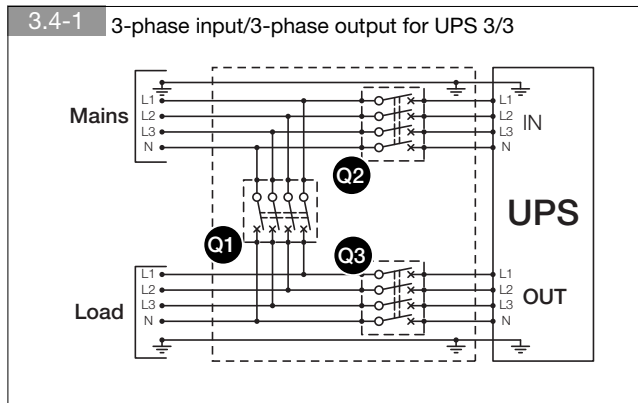 3.4-1 3-phase input/3-phase output for UPS 3/3
Mains
L1
L2
L3
N
L1
L2
L3
N
IN
Q2
UPS
Q1
Q3
Load
L1
L2
L3
N
L1
L2
L3
N
OUT